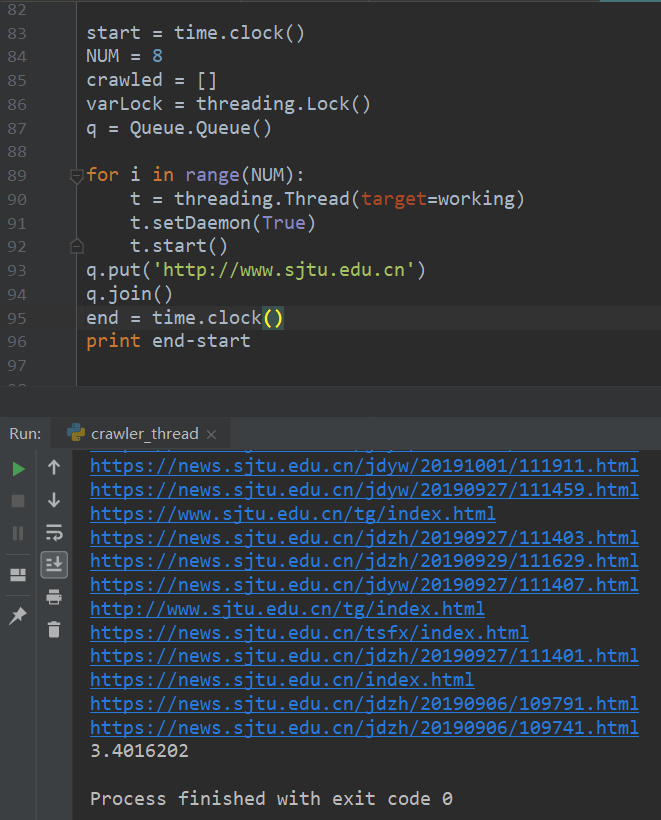 82
83 start = time.clock()
84 NUM = 8
85 crawled = []
86 varLock = threading.Lock()
87 q = Queue.Queue()
88
89 for i in range(NUM):
90 t = threading.Thread(target=working)
91 t.setDaemon(True)
92 t.start()
93 q.put('http://www.sjtu.edu.cn')
94 q.join()
95 end = time.clock()
96 print end-start
97
Run: crawler_thread ×
https://news.sjtu.edu.cn/jdyw/20191001/111911.html
https://news.sjtu.edu.cn/jdyw/20190927/111459.html
https://www.sjtu.edu.cn/tg/index.html
https://news.sjtu.edu.cn/jdzh/20190927/111403.html
https://news.sjtu.edu.cn/jdzh/20190929/111629.html
https://news.sjtu.edu.cn/jdyw/20190927/111407.html
http://www.sjtu.edu.cn/tg/index.html
https://news.sjtu.edu.cn/tsfx/index.html
https://news.sjtu.edu.cn/jdzh/20190927/111401.html
https://news.sjtu.edu.cn/index.html
https://news.sjtu.edu.cn/jdzh/20190906/109791.html
https://news.sjtu.edu.cn/jdzh/20190906/109741.html
3.4016202
Process finished with exit code 0